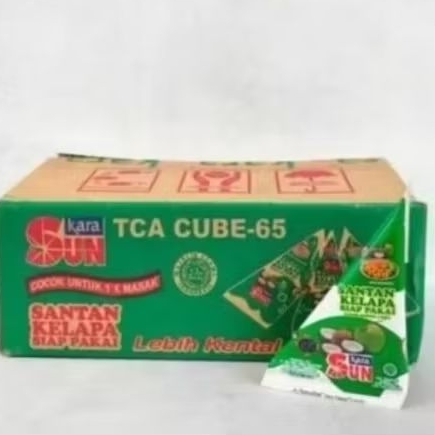 kara
SUN
TCA CUBE-65
COCOK UNTUK 1 X MASAK
SANTAN
KELAPA
SIAP PAKAI
Lebih Kental
SANTAN
KELAPA
SIAP PAKAI
kara
SUN